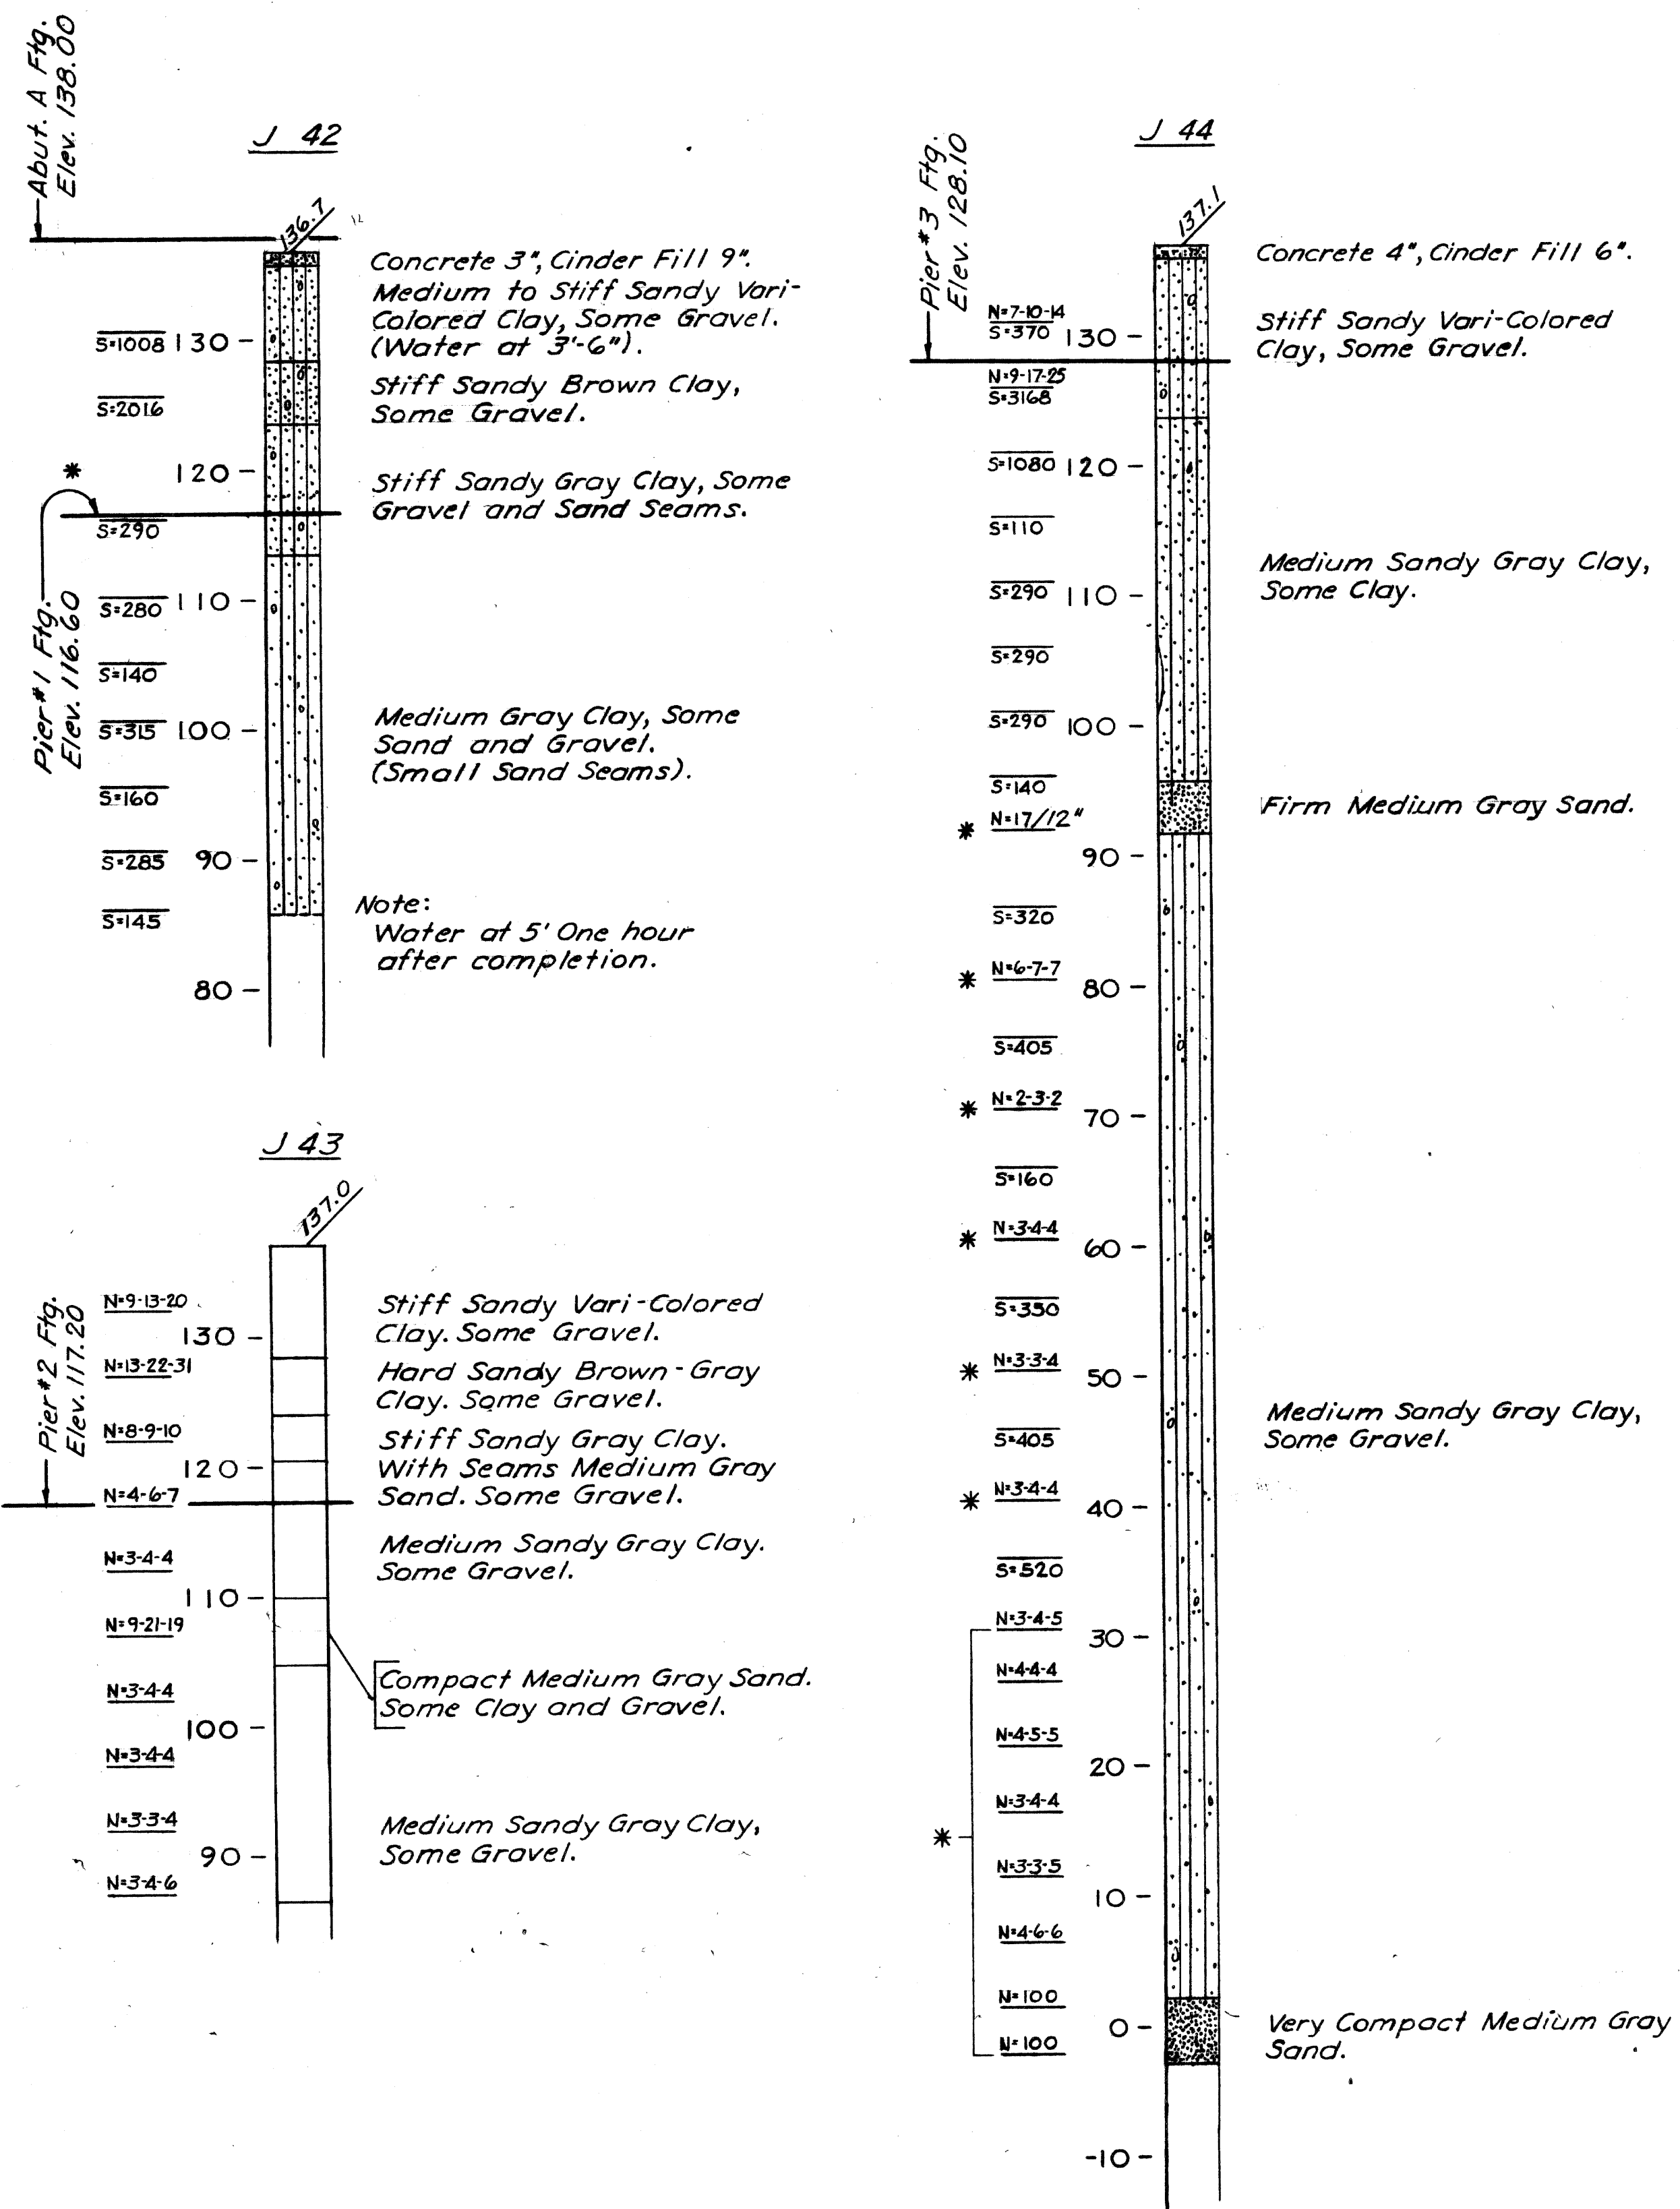 Abut. A Ftg.
Elev. 138.00
J 42
136.7
Concrete 3", Cinder Fill 9".
Medium to Stiff Sandy Vari-
Colored Clay, Some Gravel.
(Water at 3'-6").
S=1008 130
Stiff Sandy Brown Clay,
Some Gravel.
S=2016
* 120
Stiff Sandy Gray Clay, Some
Gravel and Sand Seams.
S=290
Pier #1 Ftg.
Elev. 116.60
S=280 110
S=140
S=315 100
Medium Gray Clay, Some
Sand and Gravel.
(Small Sand Seams).
S=160
S=285 90
S=145
Note:
Water at 5' One hour
after completion.
80
J 43
137.0
Pier #2 Ftg.
Elev. 117.20
N=9-13-20
130
Stiff Sandy Vari-Colored
Clay. Some Gravel.
N=13-22-31
Hard Sandy Brown-Gray
Clay. Some Gravel.
N=8-9-10
120
Stiff Sandy Gray Clay.
With Seams Medium Gray
Sand. Some Gravel.
N=4-6-7
Medium Sandy Gray Clay.
Some Gravel.
N=3-4-4
110
N=9-21-19
Compact Medium Gray Sand.
Some Clay and Gravel.
N=3-4-4
100
N=3-4-4
N=3-3-4
Medium Sandy Gray Clay,
Some Gravel.
90
N=3-4-6
J 44
137.1
Pier #3 Ftg.
Elev. 128.10
Concrete 4", Cinder Fill 6".
N=7-10-14
S=370 130
Stiff Sandy Vari-Colored
Clay, Some Gravel.
N=9-17-25
S=3168
S=1080 120
S=110
Medium Sandy Gray Clay,
Some Clay.
S=290 110
S=290
S=290 100
S=140
Firm Medium Gray Sand.
* N=17/12"
90
S=320
* N=6-7-7
80
S=405
* N=2-3-2
70
S=160
* N=3-4-4
60
S=350
* N=3-3-4
50
Medium Sandy Gray Clay,
Some Gravel.
S=405
* N=3-4-4
40
S=520
N=3-4-5
30
N=4-4-4
N=4-5-5
20
N=3-4-4
*
N=3-3-5
10
N=4-6-6
N=100
0
Very Compact Medium Gray
Sand.
N=100
-10